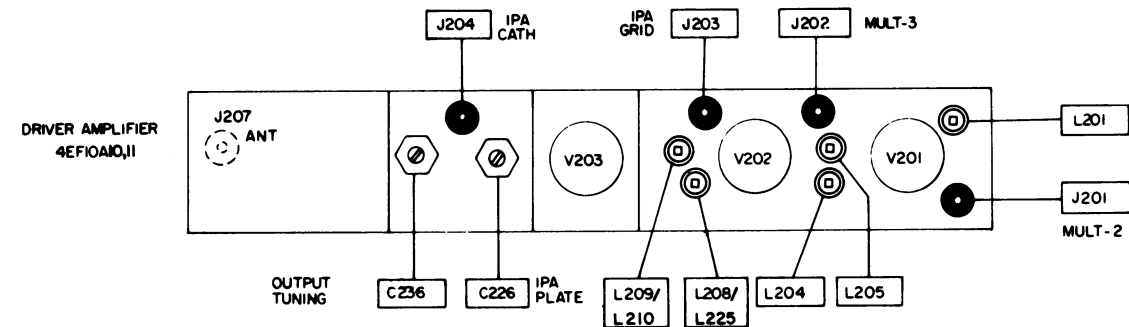 J204
IPA
CATH
IPA
GRID
J203
J202
MULT-3
DRIVER AMPLIFIER
4EF10A10,11
J207
ANT
V203
V202
V201
L201
J201
MULT-2
OUTPUT
TUNING
C236
C226
IPA
PLATE
L209/
L210
L208/
L225
L204
L205